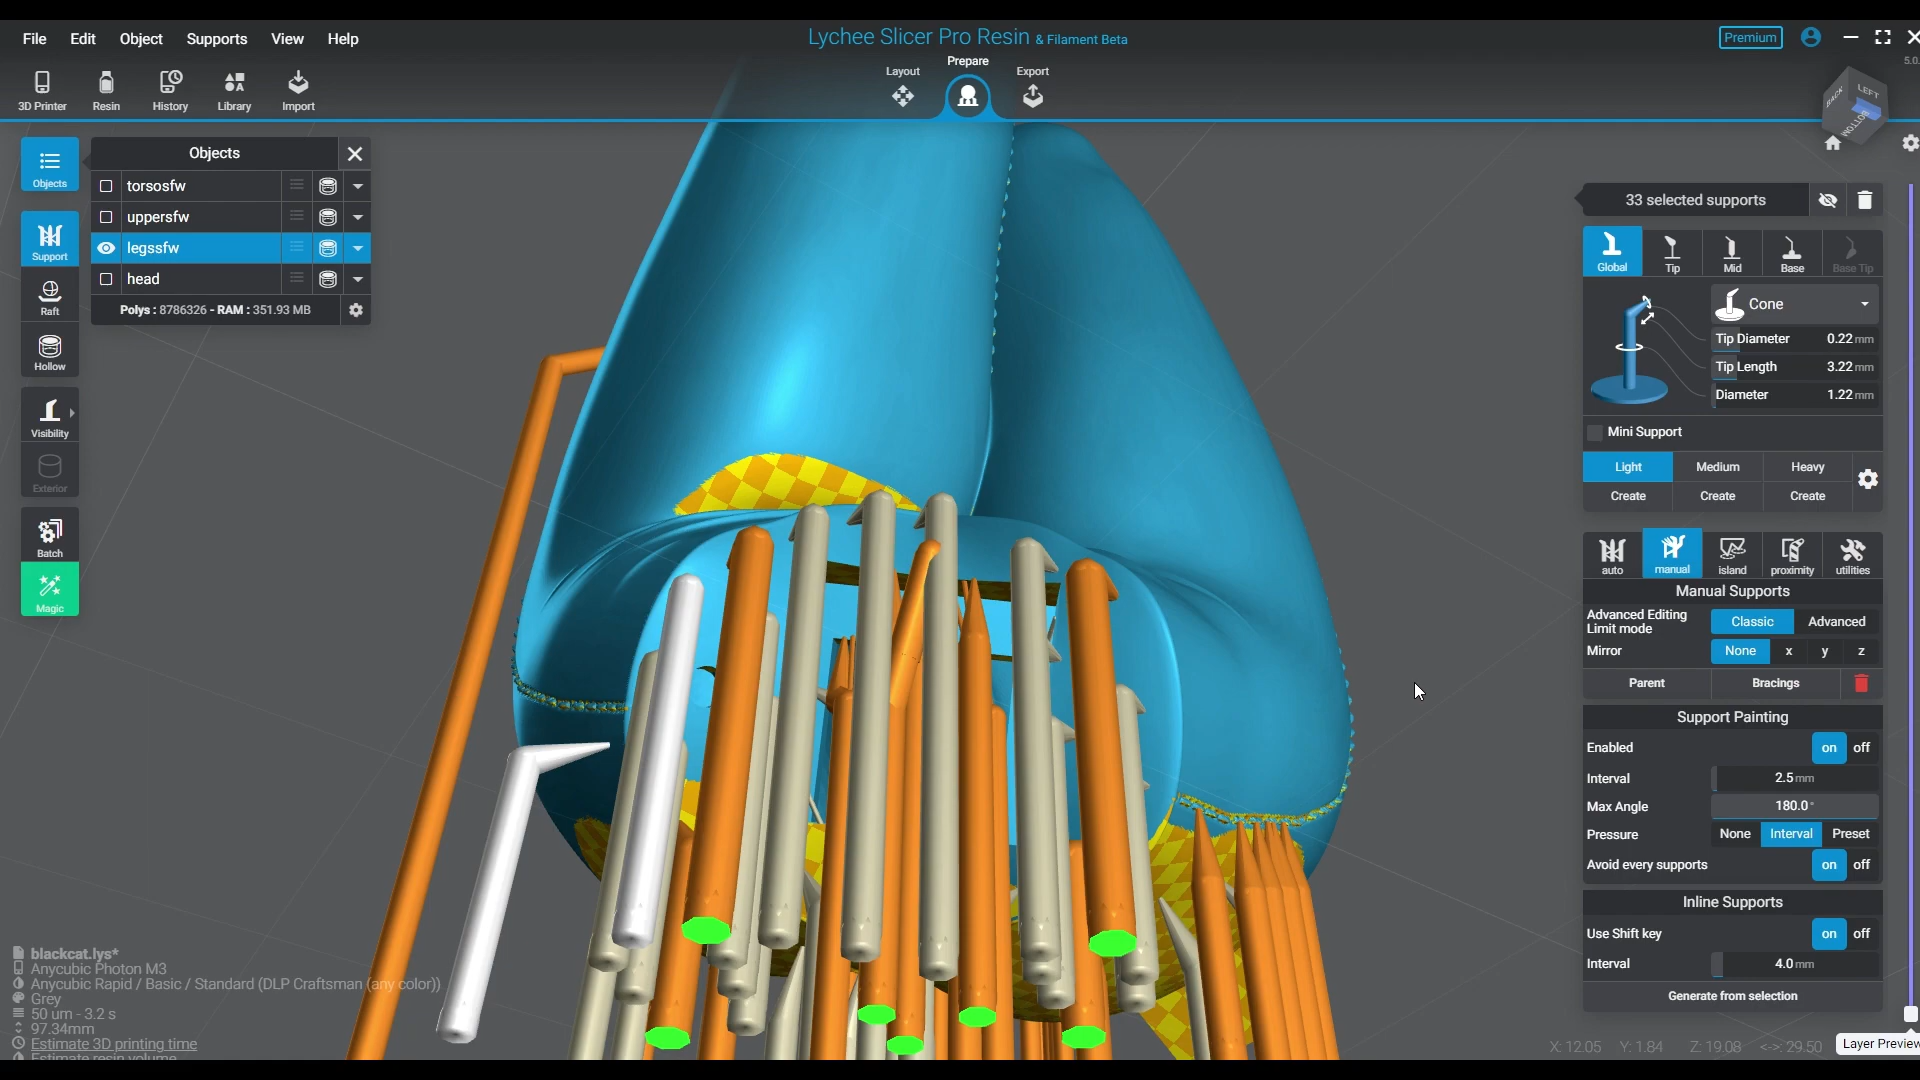 File Edit Object Supports View Help
Lychee Slicer Pro Resin & Filament Beta
Premium
5.0.
3D Printer Resin History Library Import
Layout Prepare Export
BACK LEFT BOTTOM
Objects
Support
Raft
Hollow
Visibility
Exterior
Batch
Magic
Objects
torsosfw
uppersfw
legssfw
head
Polys : 8786326 - RAM : 351.93 MB
33 selected supports
Global Tip Mid Base Base Tip
Cone
Tip Diameter 0.22 mm
Tip Length 3.22 mm
Diameter 1.22 mm
Mini Support
Light Medium Heavy
Create Create Create
auto manual island proximity utilities
Manual Supports
Advanced Editing
Limit mode
Classic Advanced
Mirror None x y z
Parent Bracings
Support Painting
Enabled on off
Interval 2.5 mm
Max Angle 180.0 °
Pressure None Interval Preset
Avoid every supports on off
Inline Supports
Use Shift key on off
Interval 4.0 mm
Generate from selection
blackcat.lys*
Anycubic Photon M3
Anycubic Rapid / Basic / Standard (DLP Craftsman (any color))
Grey
50 um - 3.2 s
97.34mm
Estimate 3D printing time
Estimate resin volume
X: 12.05 Y: 1.84 Z: 19.08 <->: 29.50
Layer Preview